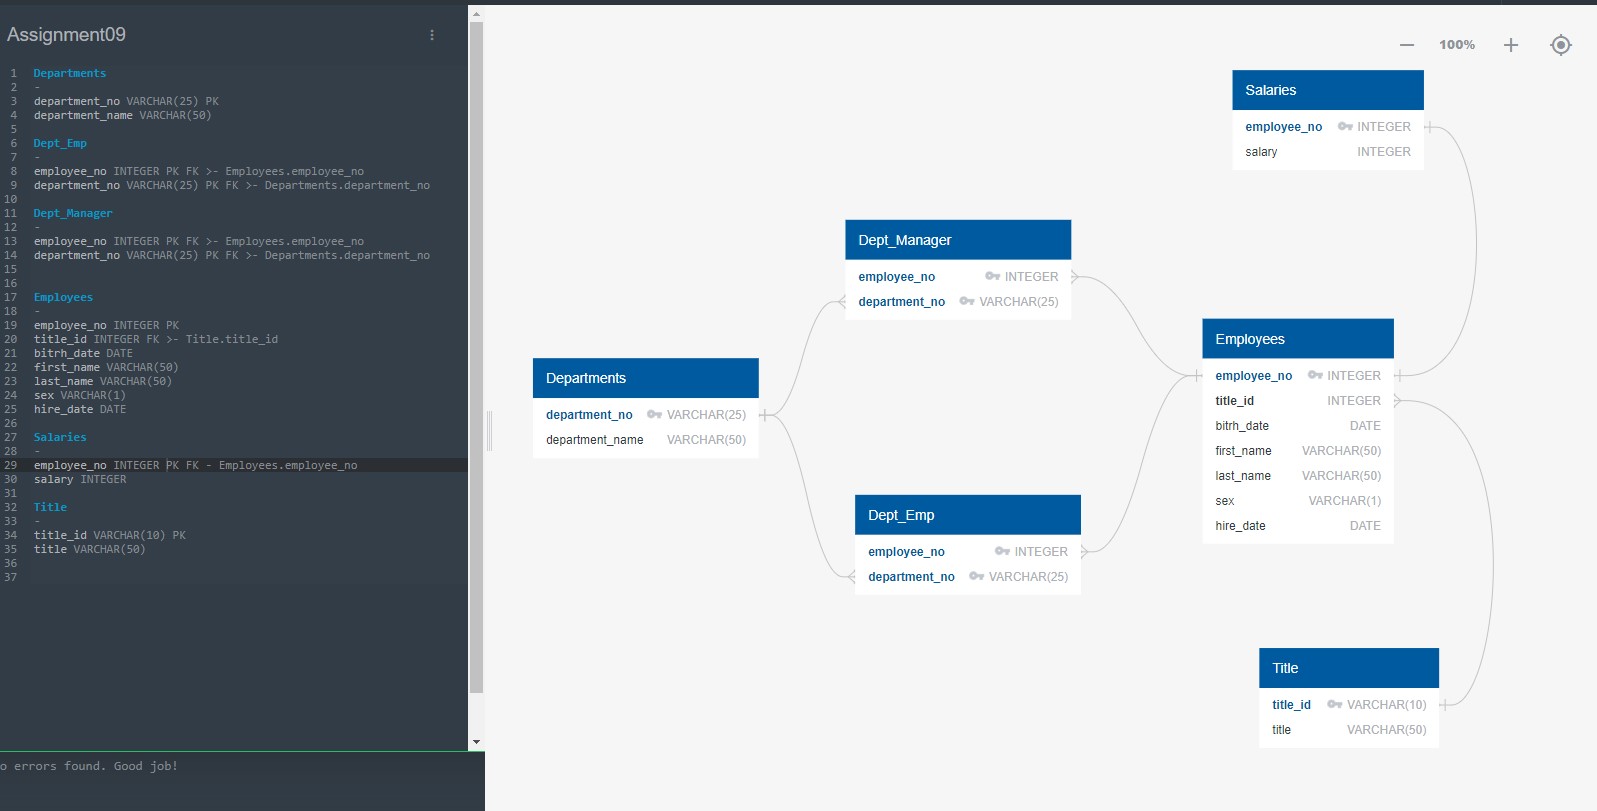 Assignment09
1 Departments
2 -
3 department_no VARCHAR(25) PK
4 department_name VARCHAR(50)
5
6 Dept_Emp
7 -
8 employee_no INTEGER PK FK >- Employees.employee_no
9 department_no VARCHAR(25) PK FK >- Departments.department_no
10
11 Dept_Manager
12 -
13 employee_no INTEGER PK FK >- Employees.employee_no
14 department_no VARCHAR(25) PK FK >- Departments.department_no
15
16
17 Employees
18 -
19 employee_no INTEGER PK
20 title_id INTEGER FK >- Title.title_id
21 bitrh_date DATE
22 first_name VARCHAR(50)
23 last_name VARCHAR(50)
24 sex VARCHAR(1)
25 hire_date DATE
26
27 Salaries
28 -
29 employee_no INTEGER PK FK - Employees.employee_no
30 salary INTEGER
31
32 Title
33 -
34 title_id VARCHAR(10) PK
35 title VARCHAR(50)
36
37
o errors found. Good job!
100%
Salaries
employee_no INTEGER
salary INTEGER
Dept_Manager
employee_no INTEGER
department_no VARCHAR(25)
Employees
employee_no INTEGER
title_id INTEGER
bitrh_date DATE
first_name VARCHAR(50)
last_name VARCHAR(50)
sex VARCHAR(1)
hire_date DATE
Departments
department_no VARCHAR(25)
department_name VARCHAR(50)
Dept_Emp
employee_no INTEGER
department_no VARCHAR(25)
Title
title_id VARCHAR(10)
title VARCHAR(50)